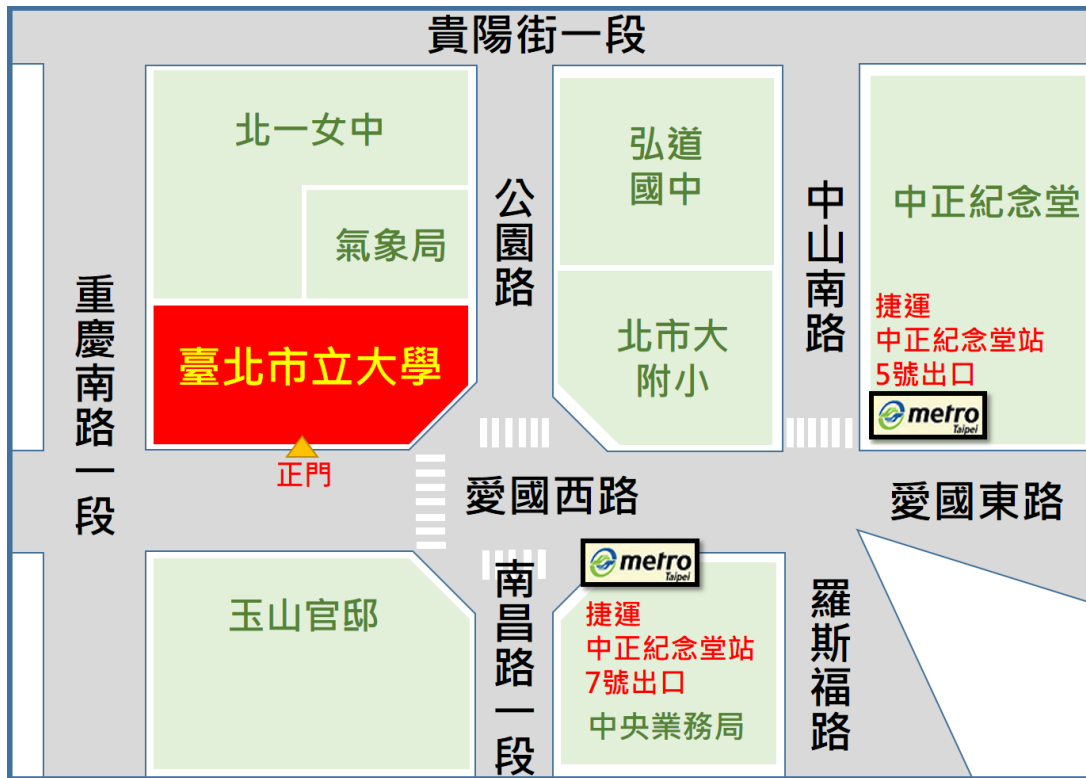 貴陽街一段
北一女中
氣象局
臺北市立大學
正門
重慶南路一段
公園路
弘道
國中
北市大
附小
中山南路
中正紀念堂
捷運
中正紀念堂站
5號出口
metro
Taipei
愛國西路
愛國東路
玉山官邸
南昌路一段
metro
Taipei
捷運
中正紀念堂站
7號出口
中央業務局
羅斯福路